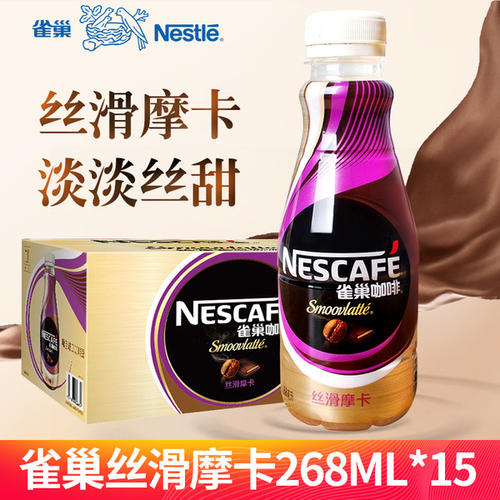 雀巢 Nestlé
丝滑摩卡
淡淡丝甜
NESCAFÉ
雀巢咖啡
Smoovlatté
丝滑摩卡
NESCAFÉ
雀巢咖啡
Smoovlatté
丝滑摩卡
雀巢丝滑摩卡268ML*15